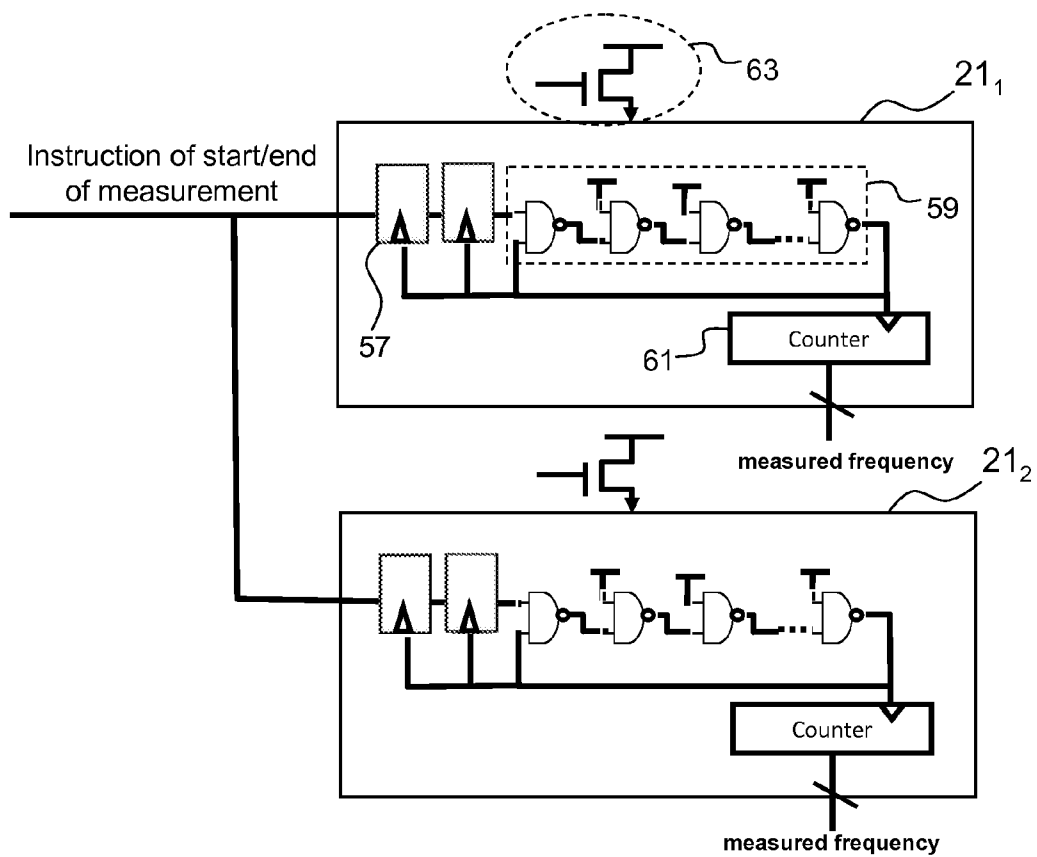 63
21₁
Instruction of start/end
of measurement
59
57
61
Counter
measured frequency
21₂
Counter
measured frequency